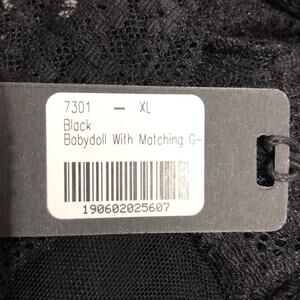 7301 – XL
Black
Babydoll With Matching G-
190602025607